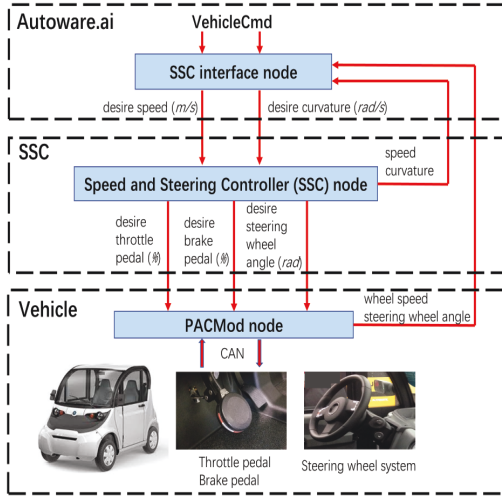 Autoware.ai
VehicleCmd
SSC interface node
desire speed (m/s)
desire curvature (rad/s)
SSC
speed
curvature
Speed and Steering Controller (SSC) node
desire
throttle
pedal (%)
desire
brake
pedal (%)
desire
steering
wheel
angle (rad)
Vehicle
wheel speed
steering wheel angle
PACMod node
CAN
Throttle pedal
Brake pedal
Steering wheel system